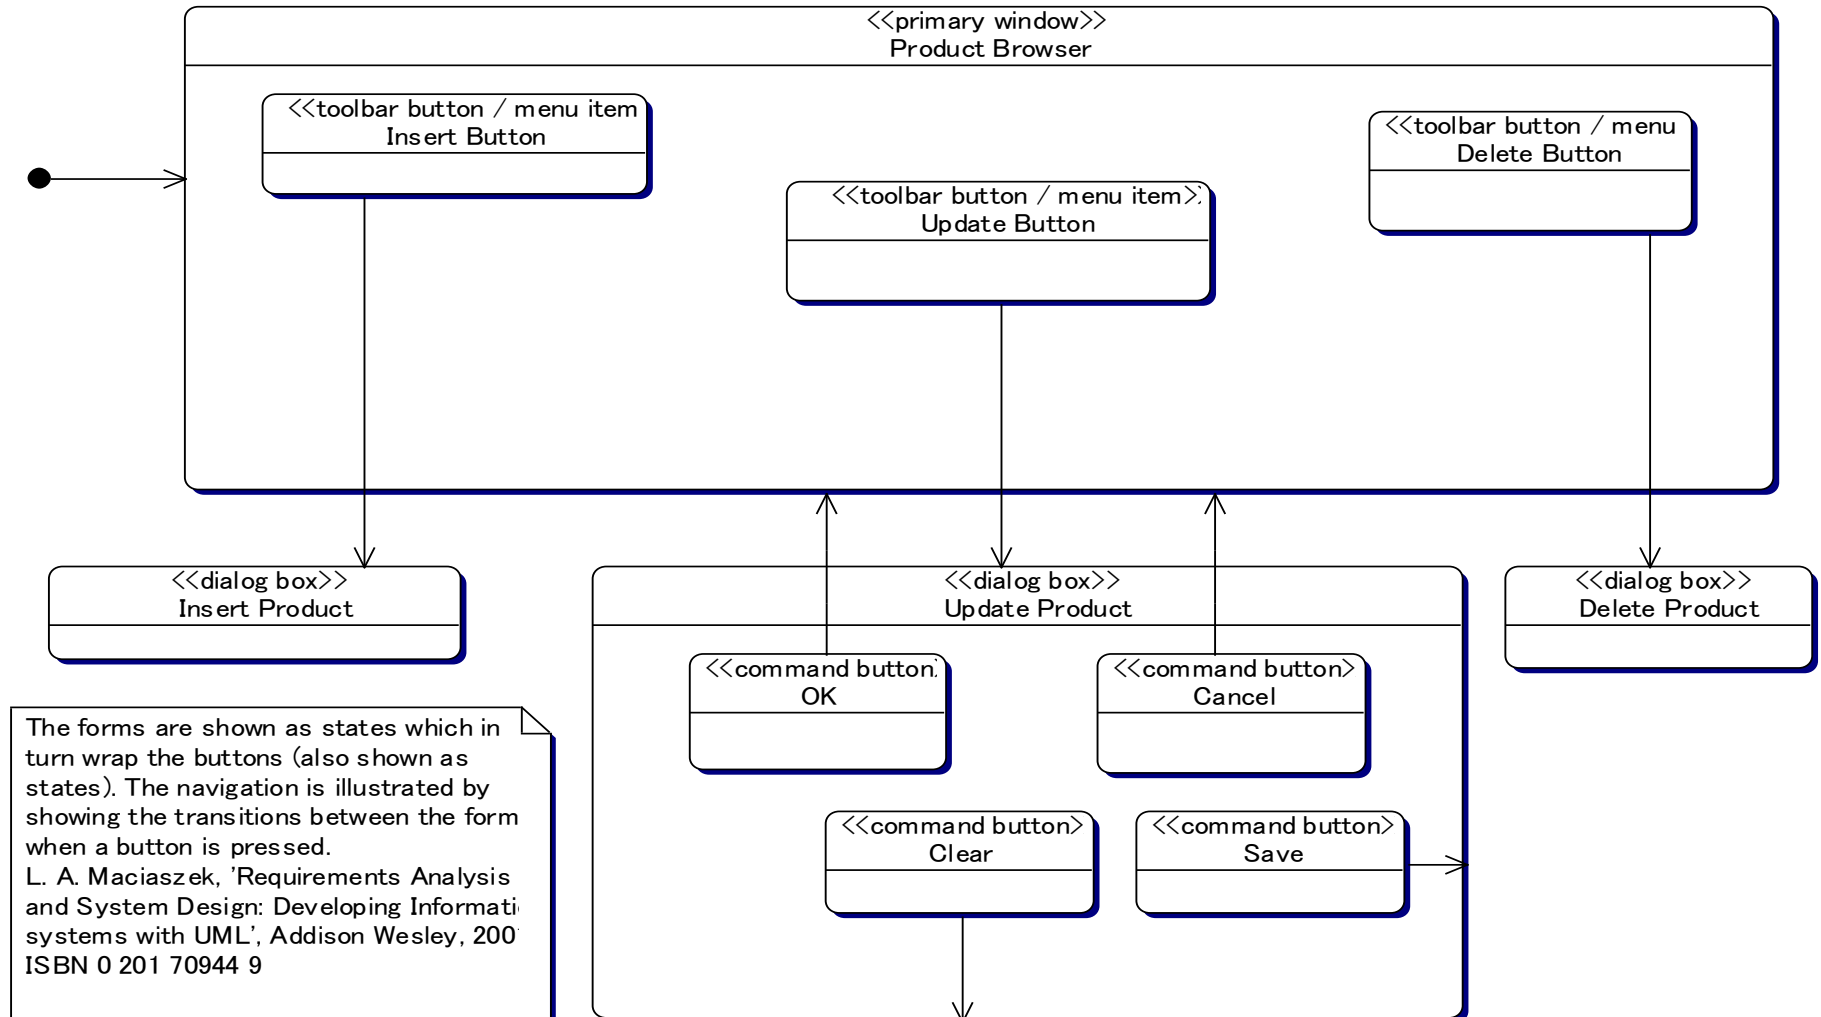 <<primary window>>
Product Browser
<<toolbar button / menu item
Insert Button
<<toolbar button / menu
Delete Button
<<toolbar button / menu item>
Update Button
<<dialog box>>
Insert Product
<<dialog box>>
Update Product
<<dialog box>>
Delete Product
<<command button
OK
<<command button>
Cancel
<<command button>
Clear
<<command button>
Save
The forms are shown as states which in
turn wrap the buttons (also shown as
states). The navigation is illustrated by
showing the transitions between the form
when a button is pressed.
L. A. Maciaszek, 'Requirements Analysis
and System Design: Developing
systems with UML', Addison Wesley,
ISBN 0 201 70944 9